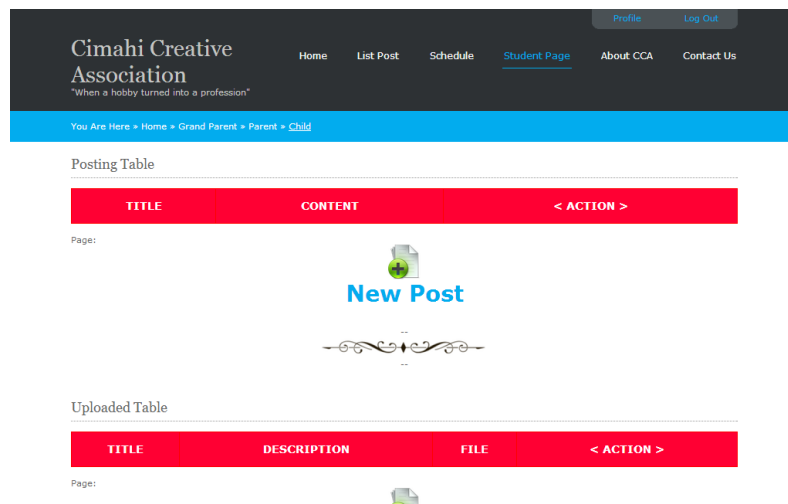 Profile Log Out
Cimahi Creative
Association
"When a hobby turned into a profession"
Home List Post Schedule Student Page About CCA Contact Us
You Are Here » Home » Grand Parent » Parent » Child
Posting Table
TITLE CONTENT < ACTION >
Page:
New Post
--
--
Uploaded Table
TITLE DESCRIPTION FILE < ACTION >
Page: